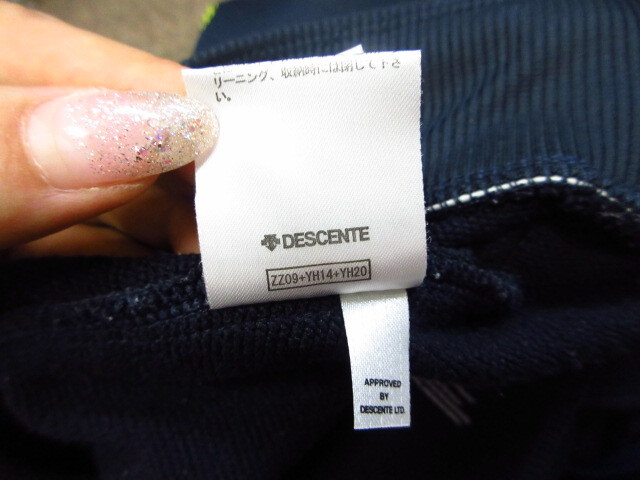 リーニング、収納時には閉じて下さ
い。
DESCENTE
ZZ09+YH14+YH20
APPROVED
BY
DESCENTE LTD.